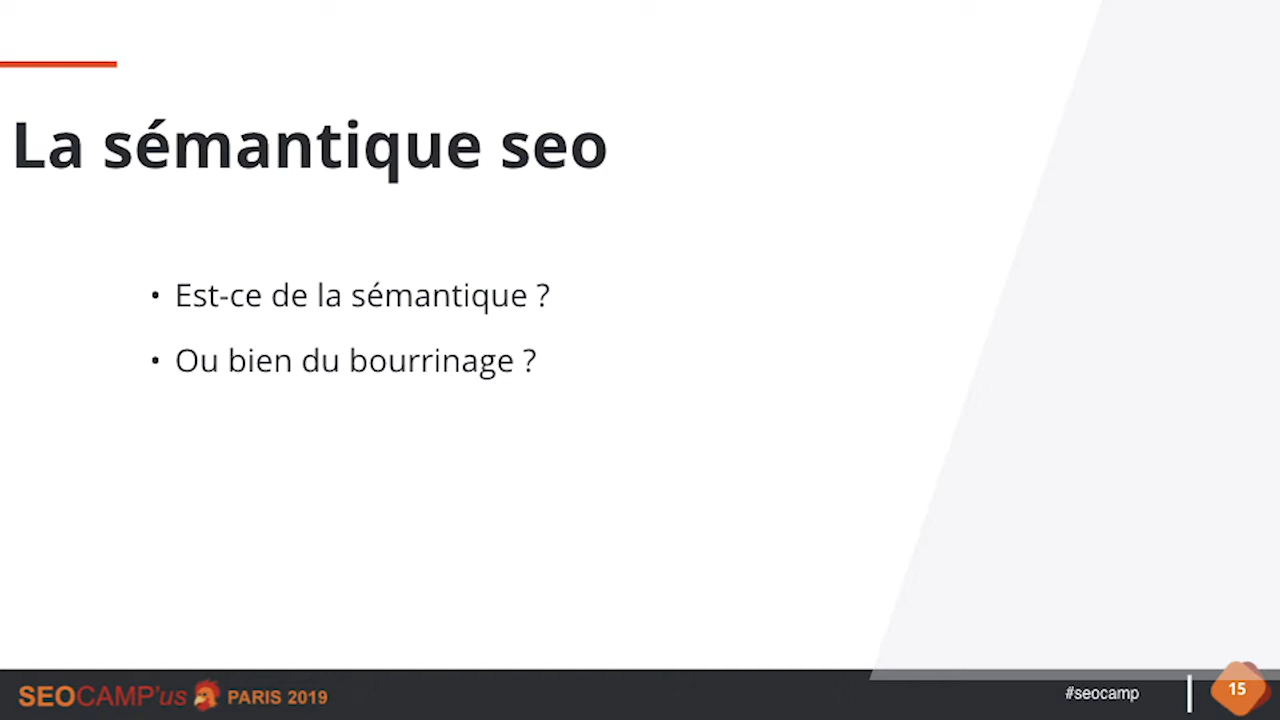 La sémantique seo
• Est-ce de la sémantique ?
• Ou bien du bourrinage ?
SEOCAMP'us PARIS 2019
#seocamp
15